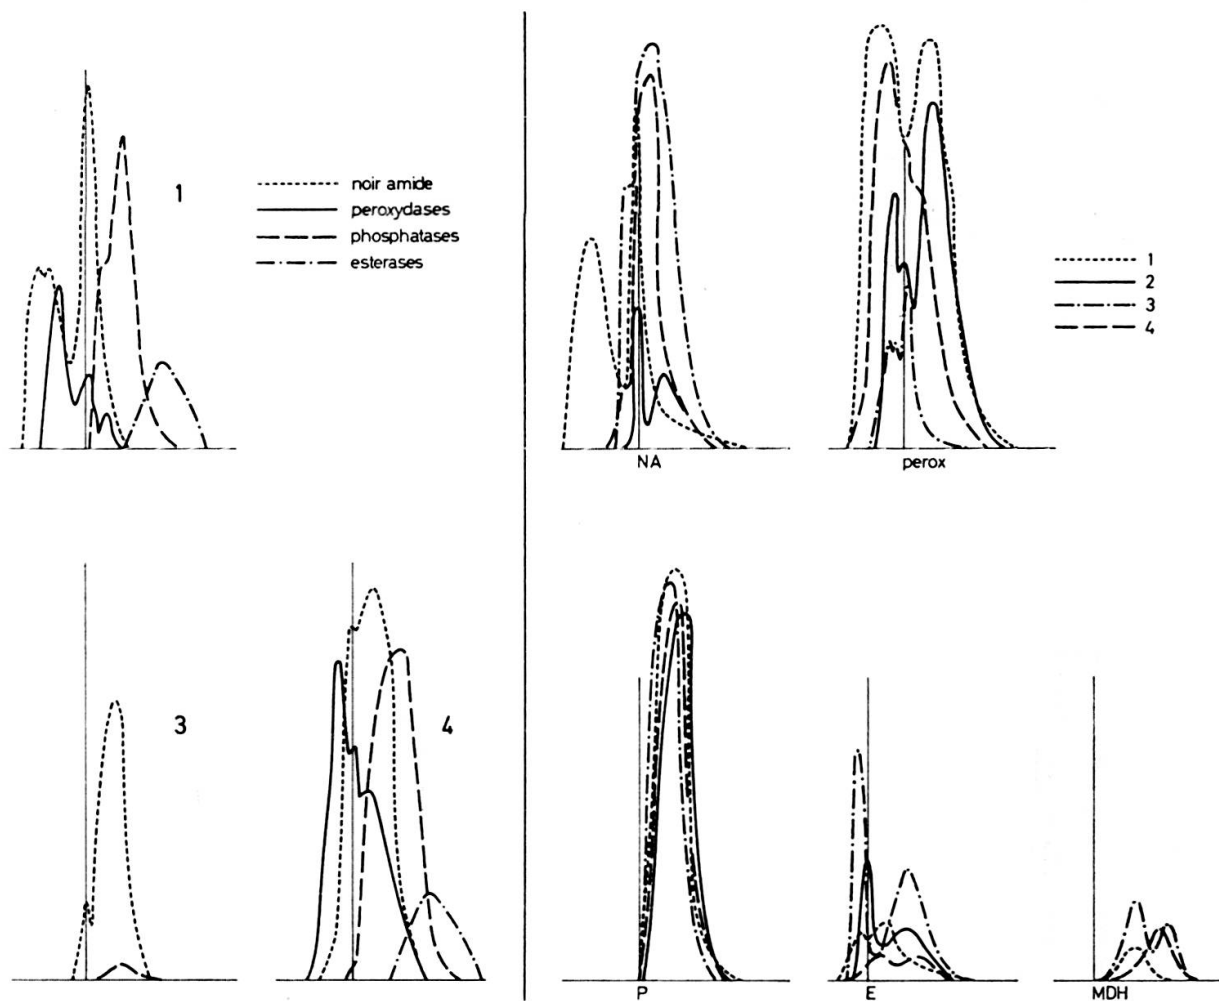 1
noir amide
peroxydases
phosphatases
esterases
NA
perox
1
2
3
4
3
4
P
E
MDH